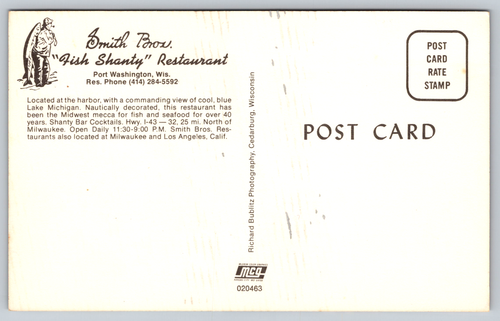 Smith Bros.
"Fish Shanty" Restaurant
Port Washington, Wis.
Res. Phone (414) 284-5592
Located at the harbor, with a commanding view of cool, blue
Lake Michigan. Nautically decorated, this restaurant has
been the Midwest mecca for fish and seafood for over 40
years. Shanty Bar Cocktails. Hwy. I-43 — 32, 25 mi. North of
Milwaukee. Open Daily 11:30-9:00 P.M. Smith Bros. Res-
taurants also located at Milwaukee and Los Angeles, Calif.
Richard Bublitz Photography, Cedarburg, Wisconsin
MCG
020463
POST
CARD
RATE
STAMP
POST CARD